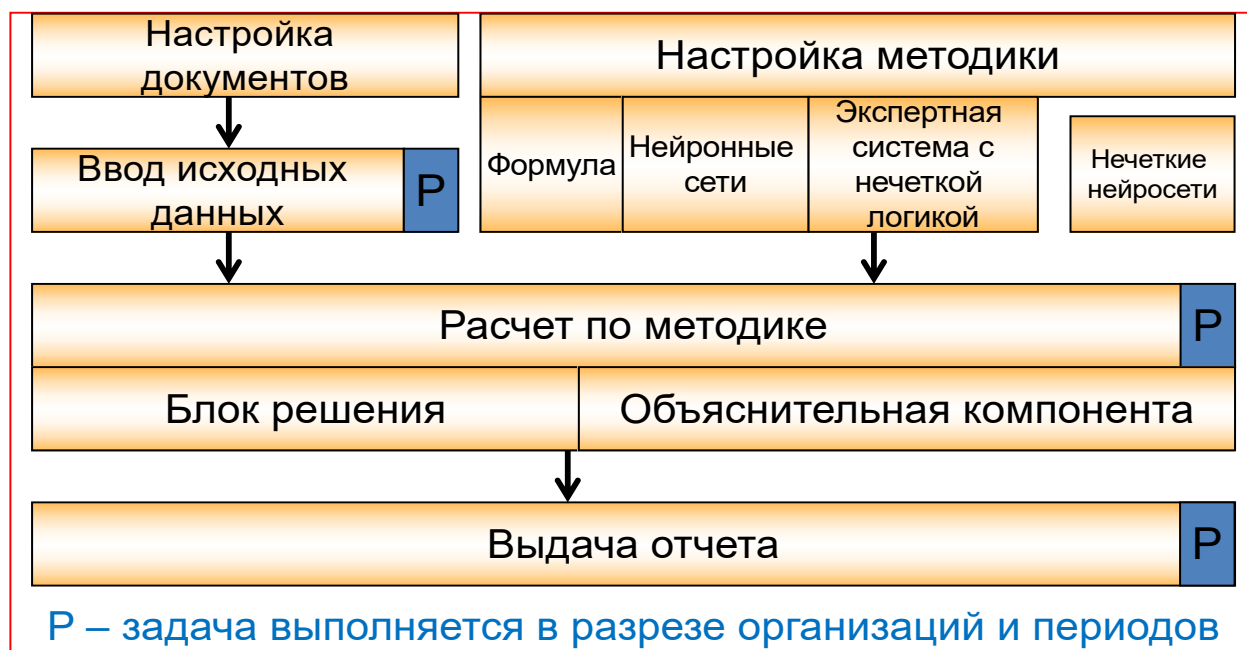 Настройка
документов
Настройка методики
Формула
Нейронные
сети
Экспертная
система с
нечеткой
логикой
Нечеткие
нейросети
Ввод исходных
данных
Р
Расчет по методике
Р
Блок решения
Объяснительная компонента
Выдача отчета
Р
Р – задача выполняется в разрезе организаций и периодов